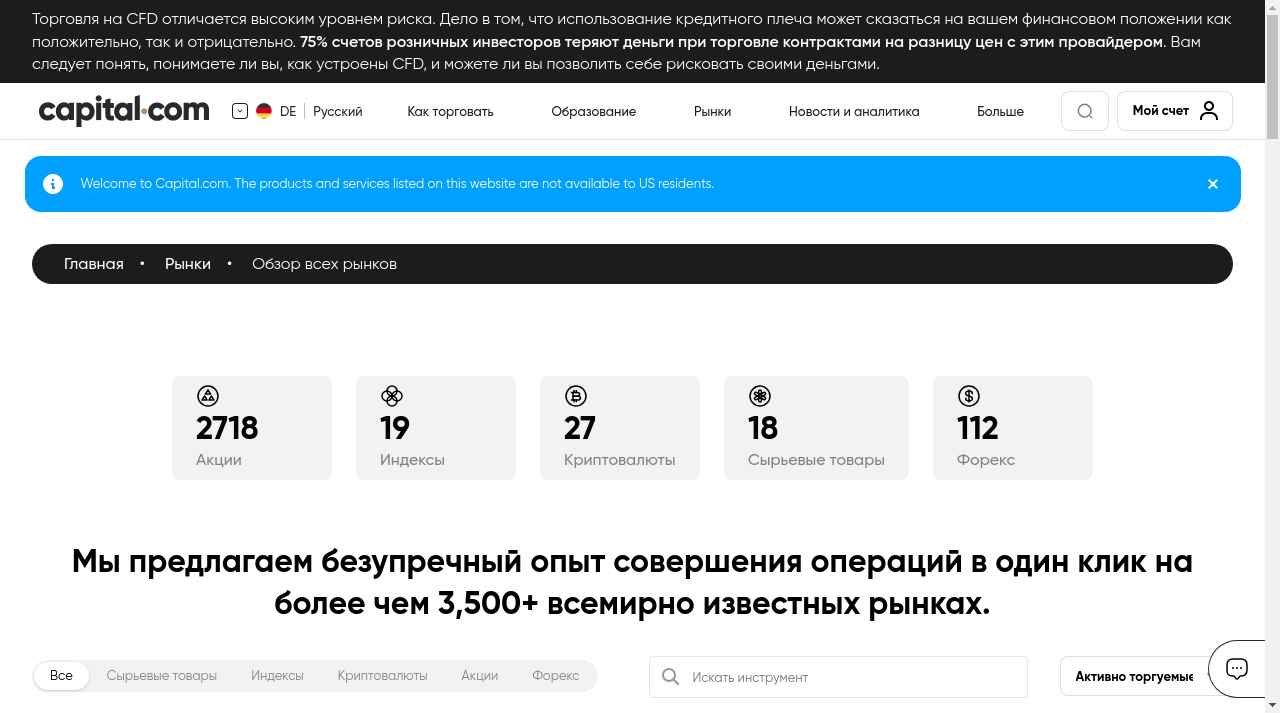 Торговля на CFD отличается высоким уровнем риска. Дело в том, что использование кредитного плеча может сказаться на вашем финансовом положении как
положительно, так и отрицательно. 75% счетов розничных инвесторов теряют деньги при торговле контрактами на разницу цен с этим провайдером. Вам
следует понять, понимаете ли вы, как устроены CFD, и можете ли вы позволить себе рисковать своими деньгами.
capital.com DE Русский Как торговать Образование Рынки Новости и аналитика Больше Мой счет
Welcome to Capital.com. The products and services listed on this website are not available to US residents.
Главная • Рынки • Обзор всех рынков
2718 19 27 18 112
Акции Индексы Криптовалюты Сырьевые товары Форекс
Мы предлагаем безупречный опыт совершения операций в один клик на
более чем 3,500+ всемирно известных рынках.
Все Сырьевые товары Индексы Криптовалюты Акции Форекс Искать инструмент Активно торгуемые